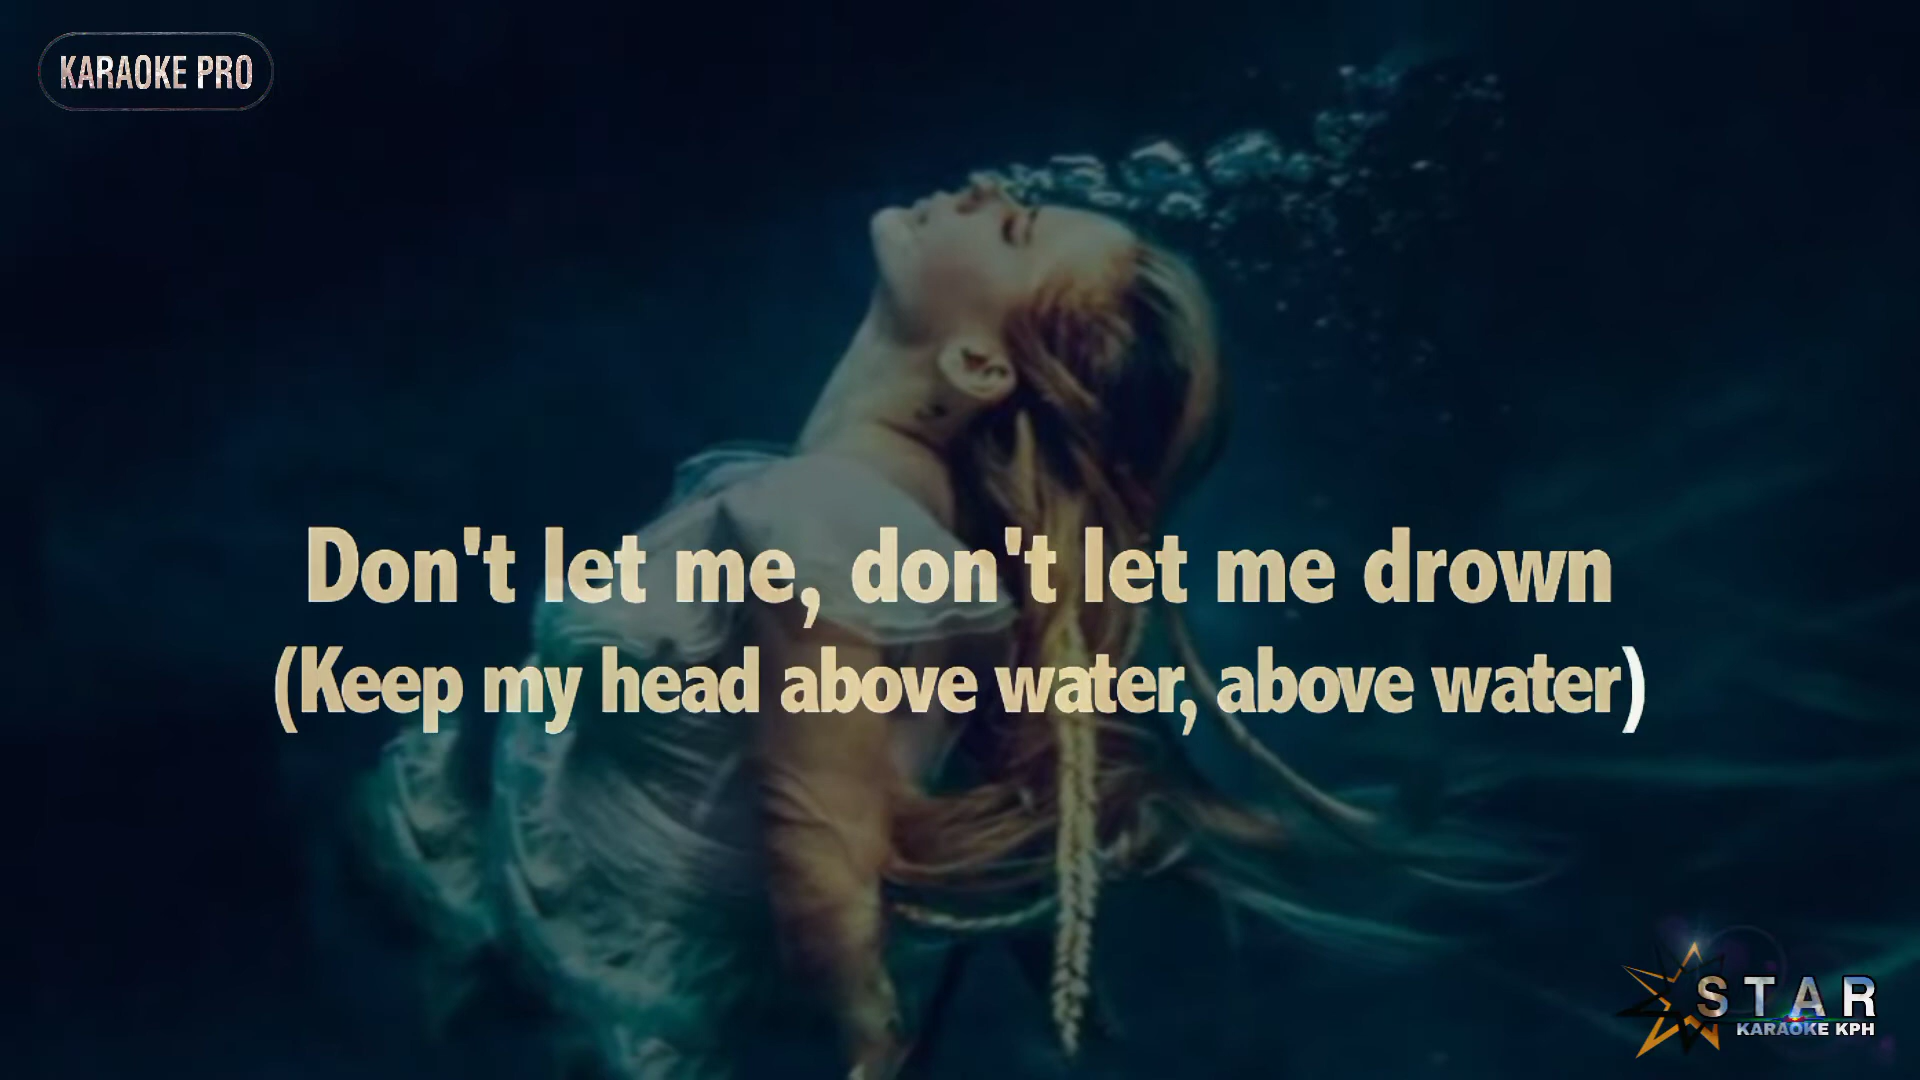 KARAOKE PRO
Don't let me, don't let me drown
(Keep my head above water, above water)
STAR
KARAOKE KPH